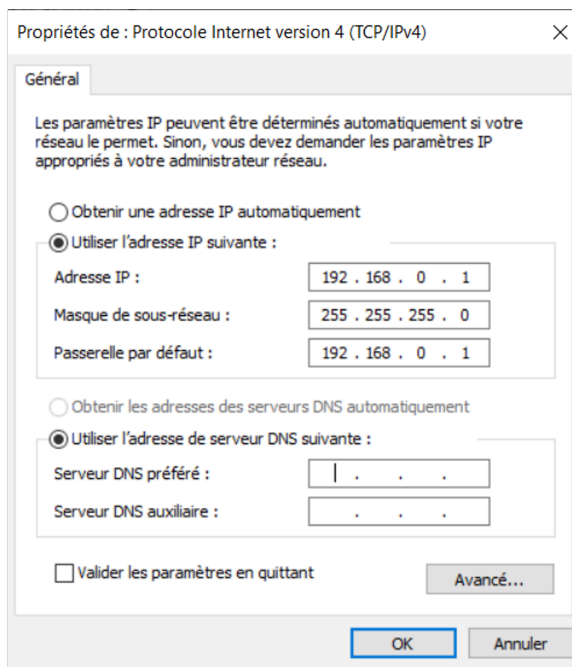 Propriétés de : Protocole Internet version 4 (TCP/IPv4)
Général
Les paramètres IP peuvent être déterminés automatiquement si votre
réseau le permet. Sinon, vous devez demander les paramètres IP
appropriés à votre administrateur réseau.
Obtenir une adresse IP automatiquement
Utiliser l'adresse IP suivante :
Adresse IP : 192 . 168 . 0 . 1
Masque de sous-réseau : 255 . 255 . 255 . 0
Passerelle par défaut : 192 . 168 . 0 . 1
Obtenir les adresses des serveurs DNS automatiquement
Utiliser l'adresse de serveur DNS suivante :
Serveur DNS préféré : . . .
Serveur DNS auxiliaire : . . .
Valider les paramètres en quittant
Avancé...
OK Annuler